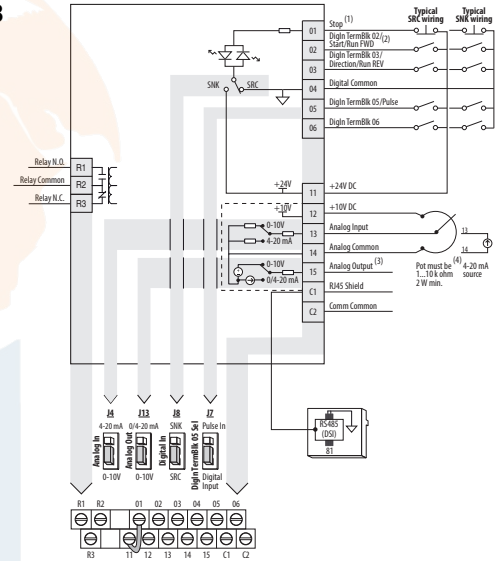 3
Typical
SRC wiring
Typical
SNK wiring
01 Stop (1)
DigIn TermBlk 02/(2)
02 Start/Run FWD
DigIn TermBlk 03/
03 Direction/Run REV
SNK SRC
04 Digital Common
05 DigIn TermBlk 05/Pulse
06 DigIn TermBlk 06
Relay N.O. R1
Relay Common R2
Relay N.C. R3
+24V 11 +24V DC
+10V 12 +10V DC
0-10V 13 Analog Input 13
4-20 mA
14 Analog Common 14
0-10V
15 Analog Output (3)
0/4-20 mA
Pot must be
1...10 k ohm
2 W min.
(4) 4-20 mA
source
C1 RJ45 Shield
C2 Comm Common
J4 J13 J8 J7
4-20 mA 0/4-20 mA SNK Pulse In
Analog In
Analog Out
Digital In
DigIn TermBlk 05 Sel
0-10V 0-10V SRC Digital
Input
RS485
(DSI)
81
R1 R2 01 02 03 04 05 06
R3 11 12 13 14 15 C1 C2